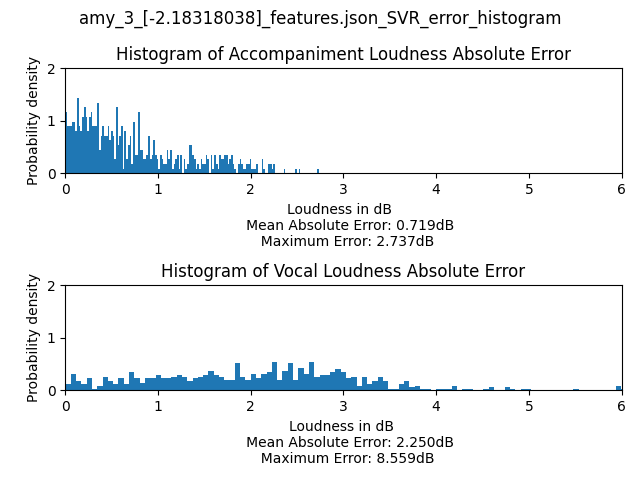 amy_3_[-2.18318038]_features.json_SVR_error_histogram
Histogram of Accompaniment Loudness Absolute Error
Probability density
2
1
0
0 1 2 3 4 5 6
Loudness in dB
Mean Absolute Error: 0.719dB
Maximum Error: 2.737dB
Histogram of Vocal Loudness Absolute Error
Probability density
2
1
0
0 1 2 3 4 5 6
Loudness in dB
Mean Absolute Error: 2.250dB
Maximum Error: 8.559dB